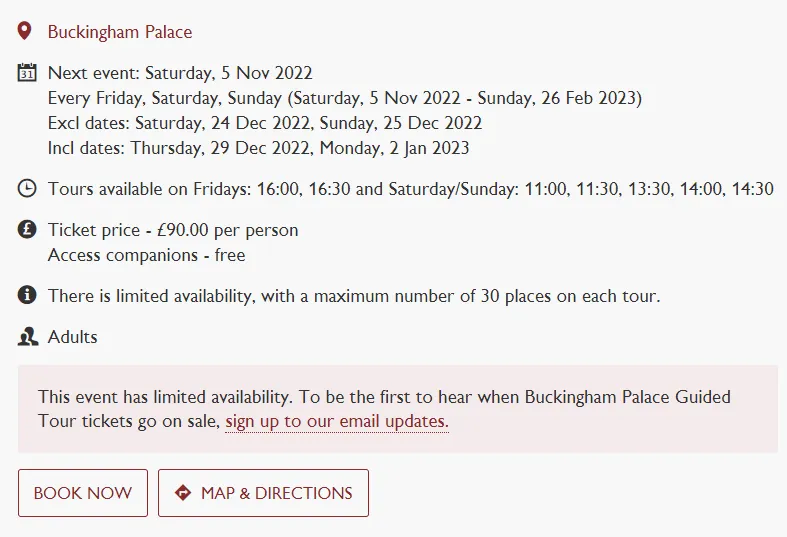 Buckingham Palace
31
Next event: Saturday, 5 Nov 2022
Every Friday, Saturday, Sunday (Saturday, 5 Nov 2022 - Sunday, 26 Feb 2023)
Excl dates: Saturday, 24 Dec 2022, Sunday, 25 Dec 2022
Incl dates: Thursday, 29 Dec 2022, Monday, 2 Jan 2023
Tours available on Fridays: 16:00, 16:30 and Saturday/Sunday: 11:00, 11:30, 13:30, 14:00, 14:30
£ Ticket price - £90.00 per person
Access companions - free
i There is limited availability, with a maximum number of 30 places on each tour.
Adults
This event has limited availability. To be the first to hear when Buckingham Palace Guided
Tour tickets go on sale, sign up to our email updates.
BOOK NOW MAP & DIRECTIONS